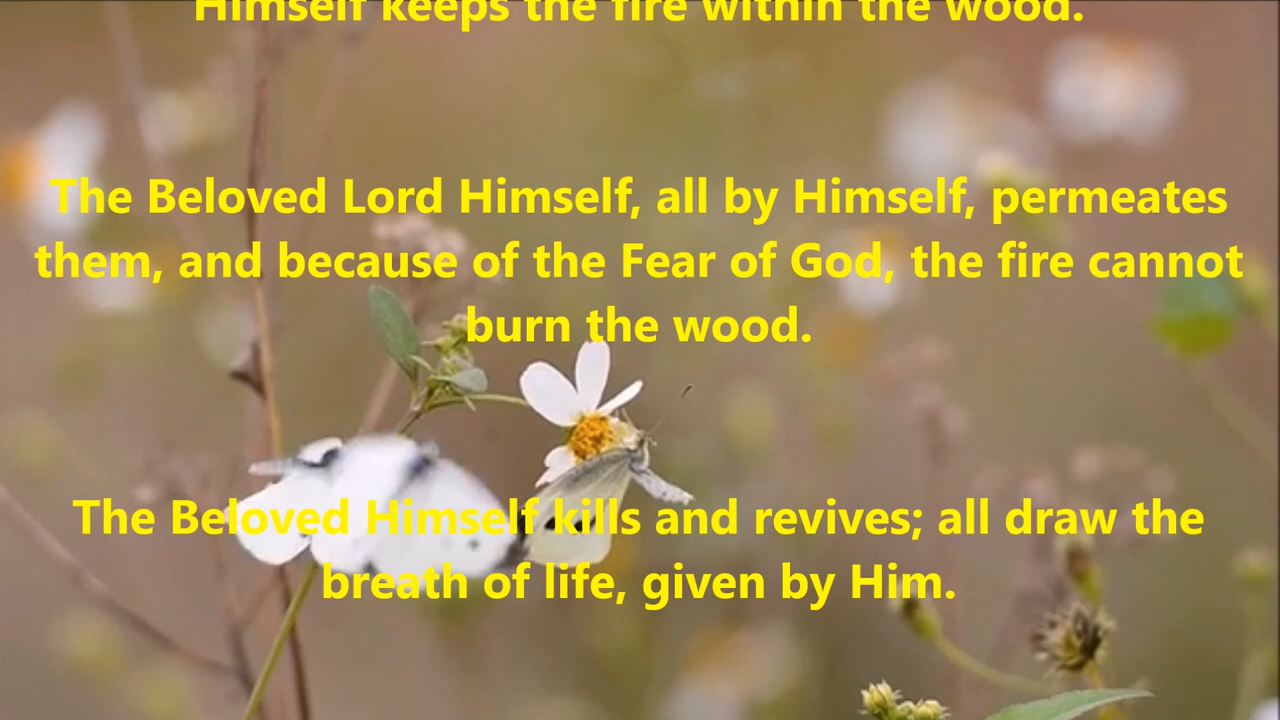 Himself keeps the fire within the wood.
The Beloved Lord Himself, all by Himself, permeates
them, and because of the Fear of God, the fire cannot
burn the wood.
The Beloved Himself kills and revives; all draw the
breath of life, given by Him.